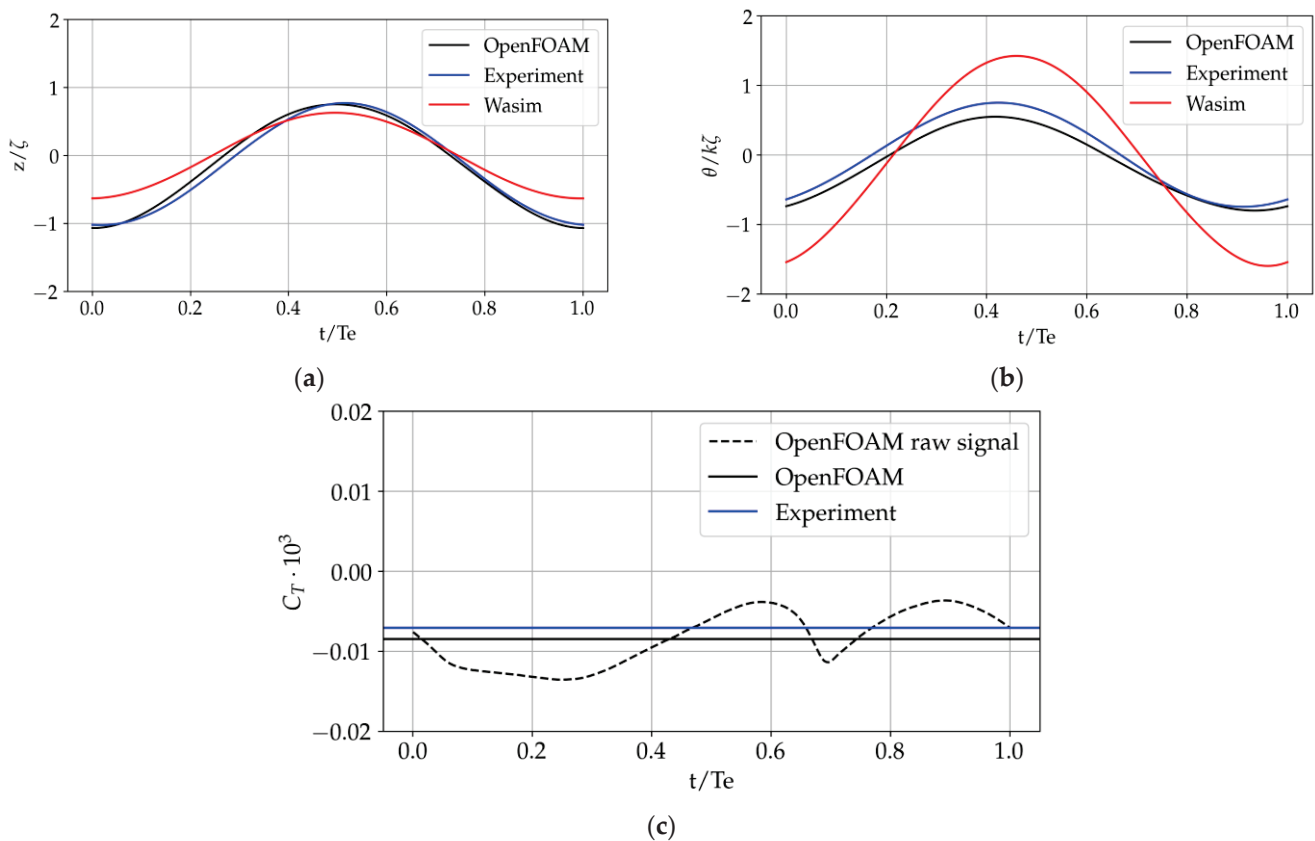 2
1
0
−1
−2
z/ζ
OpenFOAM
Experiment
Wasim
0.0 0.2 0.4 0.6 0.8 1.0
t/Te
(a)
2
1
0
−1
−2
θ/kζ
OpenFOAM
Experiment
Wasim
0.0 0.2 0.4 0.6 0.8 1.0
t/Te
(b)
0.02
0.01
0.00
−0.01
−0.02
C_T · 10³
OpenFOAM raw signal
OpenFOAM
Experiment
0.0 0.2 0.4 0.6 0.8 1.0
t/Te
(c)